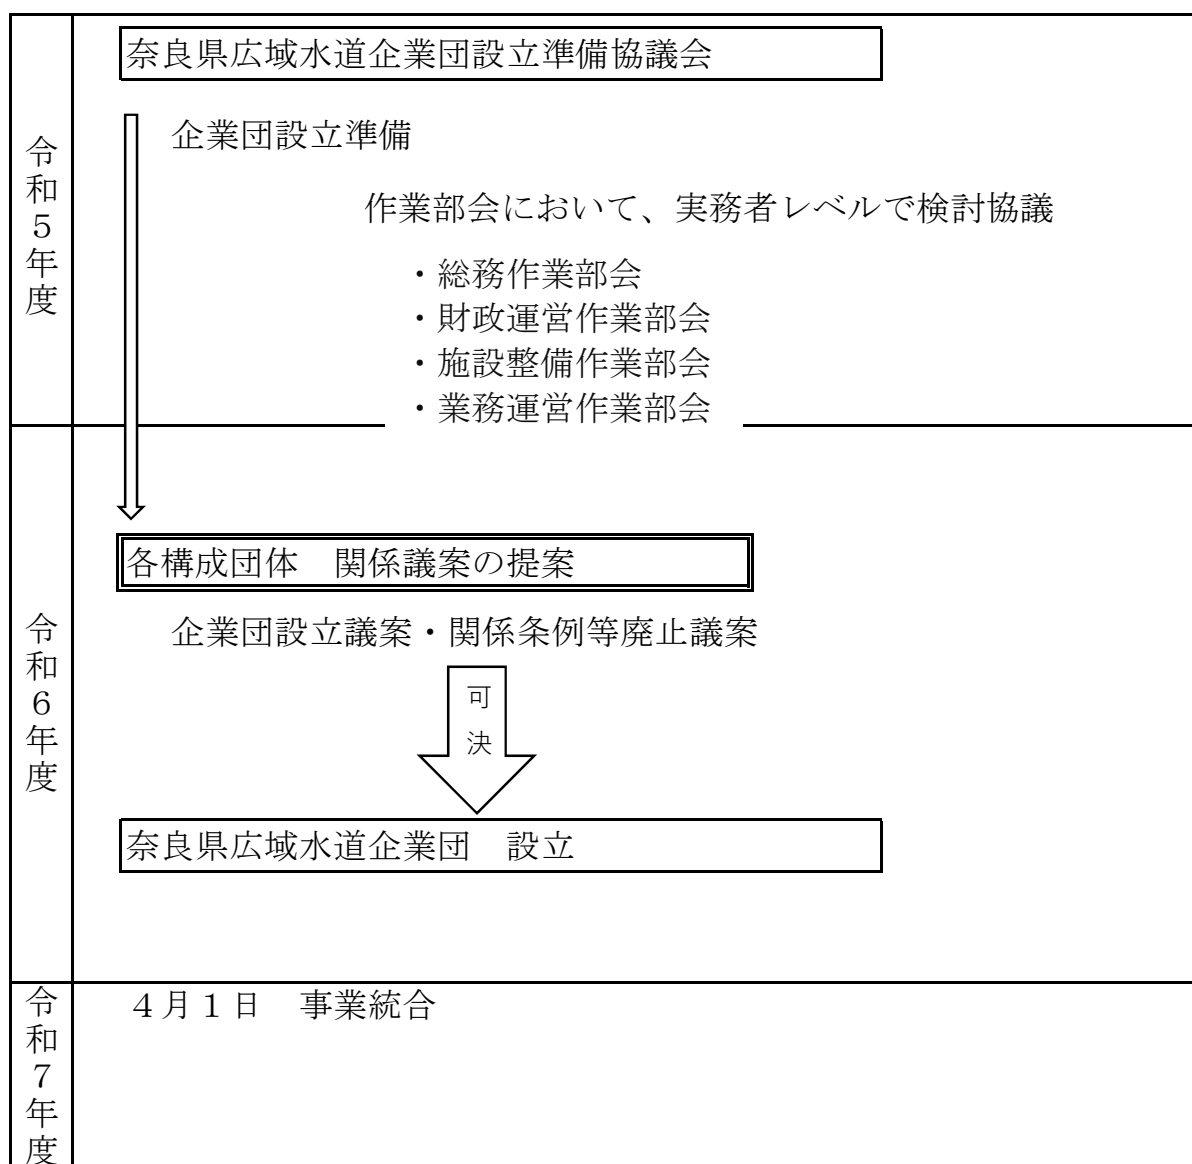 令和５年度
奈良県広域水道企業団設立準備協議会
企業団設立準備
作業部会において、実務者レベルで検討協議
・総務作業部会
・財政運営作業部会
・施設整備作業部会
・業務運営作業部会
令和６年度
各構成団体　関係議案の提案
企業団設立議案・関係条例等廃止議案
可決
奈良県広域水道企業団　設立
令和７年度
４月１日　事業統合